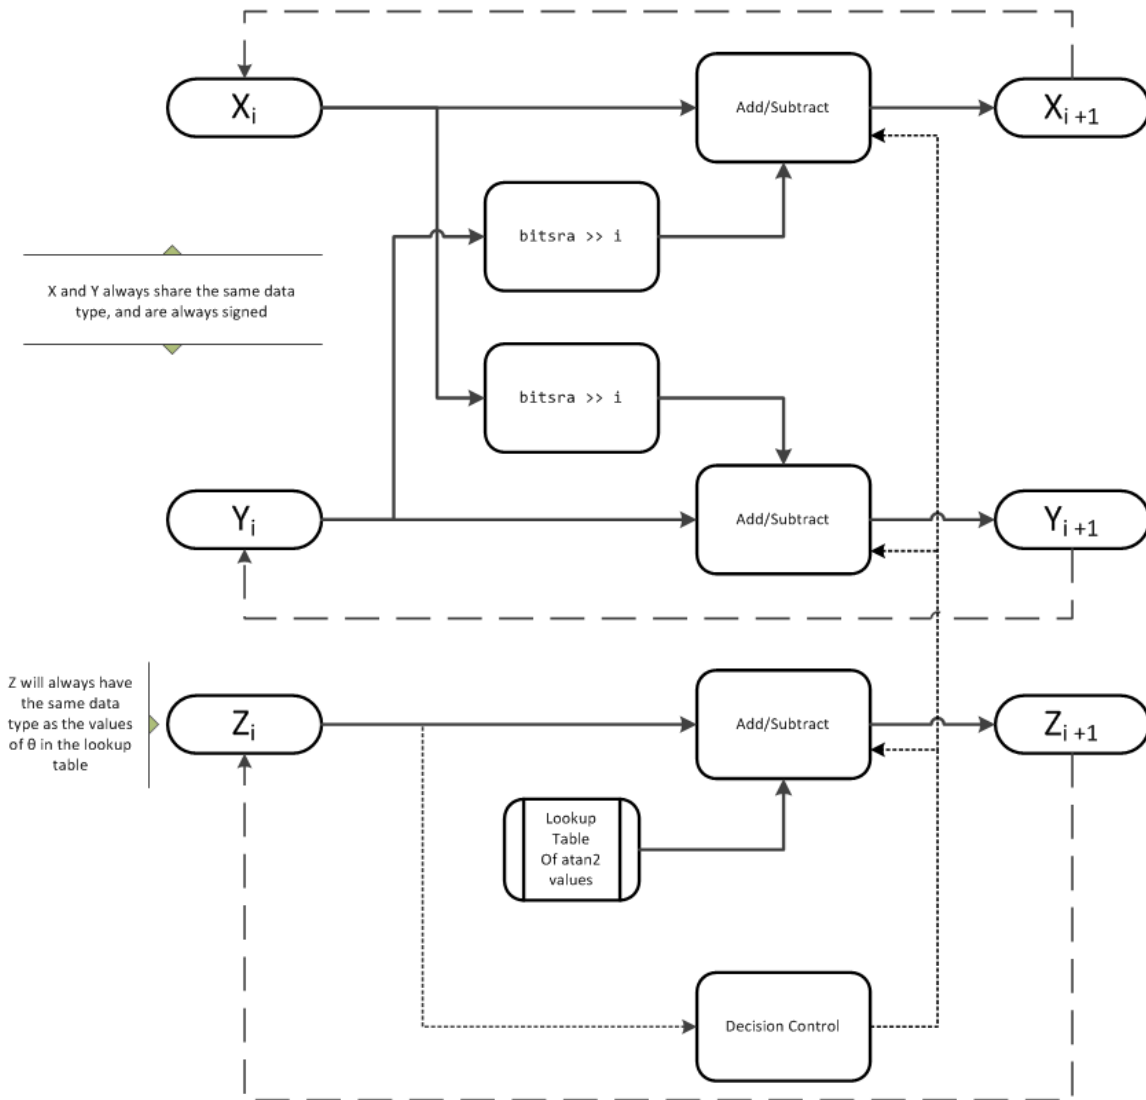 Xᵢ
Add/Subtract
Xᵢ ₊₁
bitsra >> i
X and Y always share the same data
type, and are always signed
bitsra >> i
Yᵢ
Add/Subtract
Yᵢ₊₁
Z will always have
the same data
type as the values
of θ in the lookup
table
Zᵢ
Add/Subtract
Zᵢ ₊₁
Lookup
Table
Of atan2
values
Decision Control